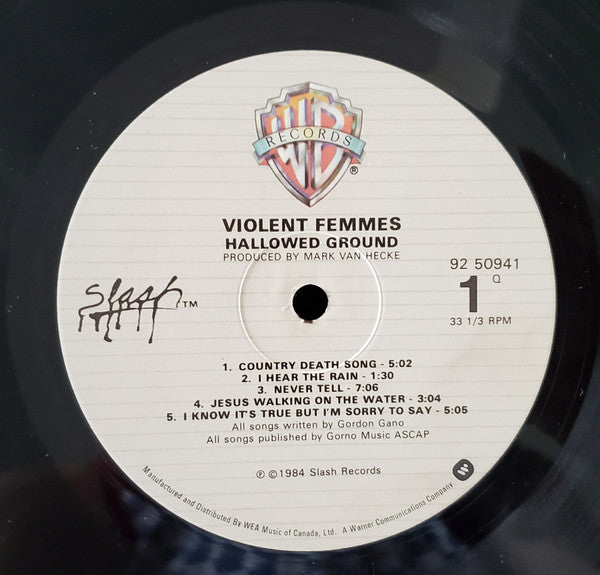 WB
RECORDS
®
VIOLENT FEMMES
HALLOWED GROUND
PRODUCED BY MARK VAN HECKE
slash TM
92 50941
1 Q
33 1/3 RPM
1. COUNTRY DEATH SONG - 5:02
2. I HEAR THE RAIN - 1:30
3. NEVER TELL - 7:06
4. JESUS WALKING ON THE WATER - 3:04
5. I KNOW IT'S TRUE BUT I'M SORRY TO SAY - 5:05
All songs written by Gordon Gano
All songs published by Gorno Music ASCAP
℗ © 1984 Slash Records
Manufactured and Distributed By WEA Music of Canada, Ltd. A Warner Communications Company.